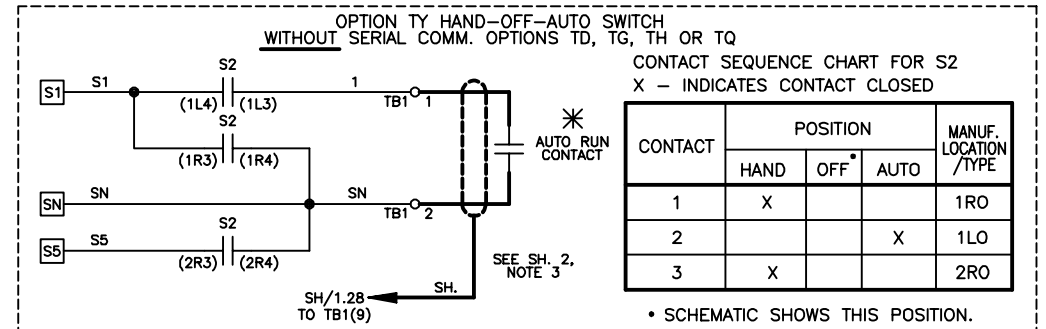 OPTION TY HAND-OFF-AUTO SWITCH
WITHOUT SERIAL COMM. OPTIONS TD, TG, TH OR TQ
S1
S1
S2
(1L4)
(1L3)
1
TB1
1
S2
(1R3)
(1R4)
AUTO RUN
CONTACT
SN
SN
SN
TB1
2
S5
S5
S2
(2R3)
(2R4)
SEE SH. 2,
NOTE 3
SH.
SH/1.28
TO TB1(9)
CONTACT SEQUENCE CHART FOR S2
X – INDICATES CONTACT CLOSED
CONTACT
POSITION
MANUF.
LOCATION
/TYPE
HAND
OFF•
AUTO
1 X 1RO
2 X 1LO
3 X 2RO
• SCHEMATIC SHOWS THIS POSITION.